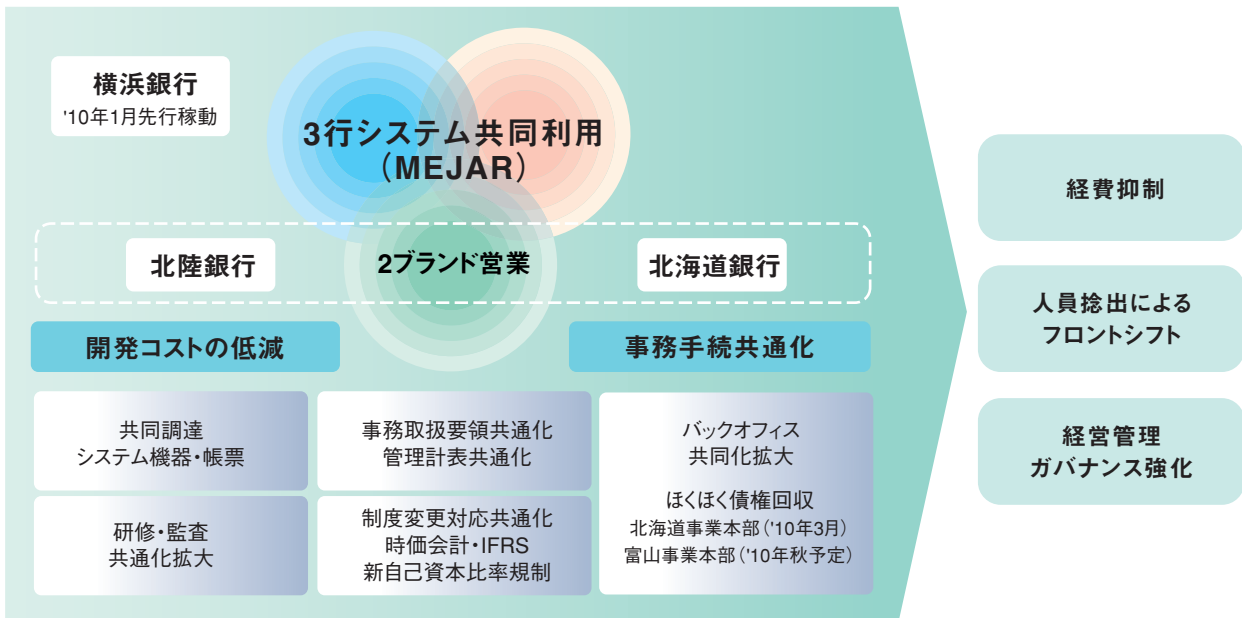 横浜銀行
'10年1月先行稼動
3行システム共同利用
（MEJAR）
北陸銀行
2ブランド営業
北海道銀行
開発コストの低減
事務手続共通化
共同調達
システム機器・帳票
研修・監査
共通化拡大
事務取扱要領共通化
管理計表共通化
制度変更対応共通化
時価会計・IFRS
新自己資本比率規制
バックオフィス
共同化拡大
ほくほく債権回収
北海道事業本部（'10年3月）
富山事業本部（'10年秋予定）
経費抑制
人員捻出による
フロントシフト
経営管理
ガバナンス強化